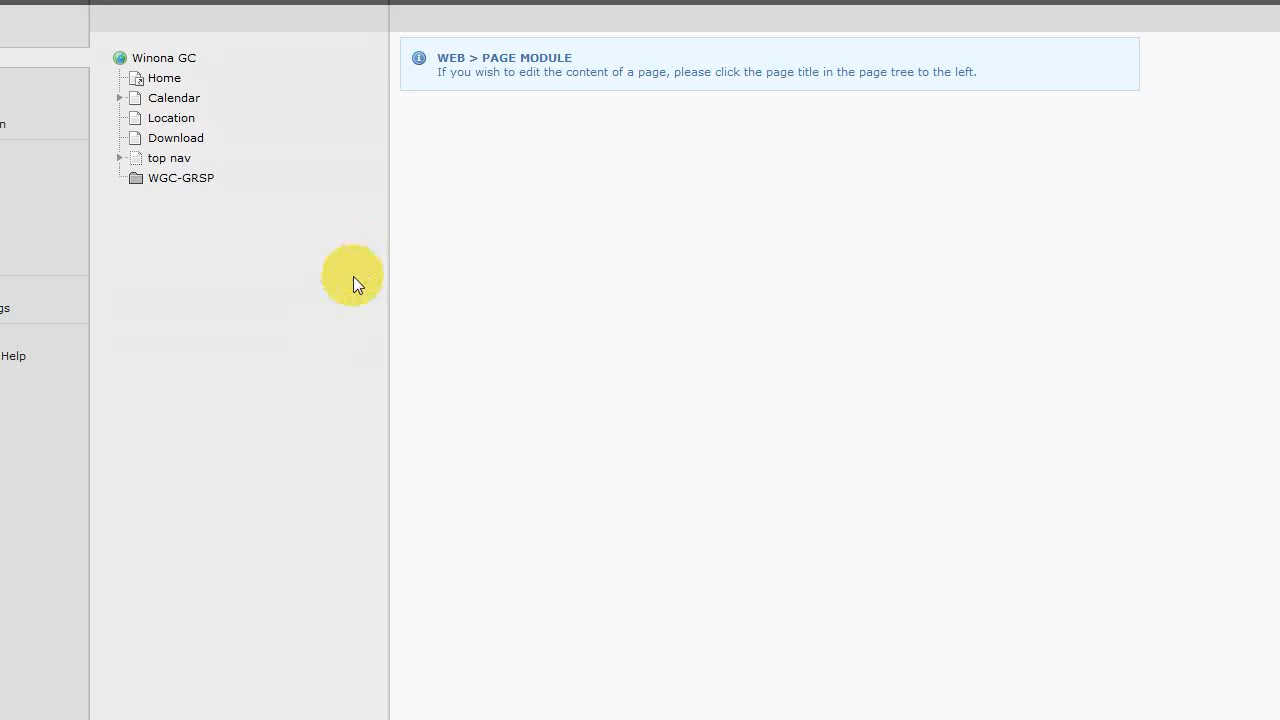 Winona GC
Home
Calendar
Location
Download
top nav
WGC-GRSP
WEB > PAGE MODULE
If you wish to edit the content of a page, please click the page title in the page tree to the left.
n
gs
Help